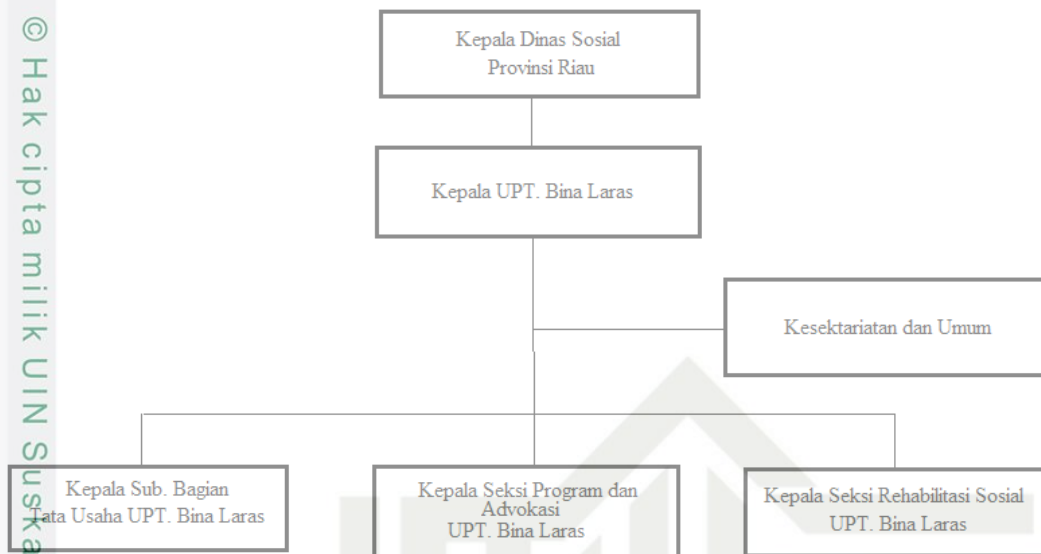 © Hak cipta milik UIN Suska
Kepala Dinas Sosial
Provinsi Riau
Kepala UPT. Bina Laras
Kesektariatan dan Umum
Kepala Sub. Bagian
Tata Usaha UPT. Bina Laras
Kepala Seksi Program dan
Advokasi
UPT. Bina Laras
Kepala Seksi Rehabilitasi Sosial
UPT. Bina Laras